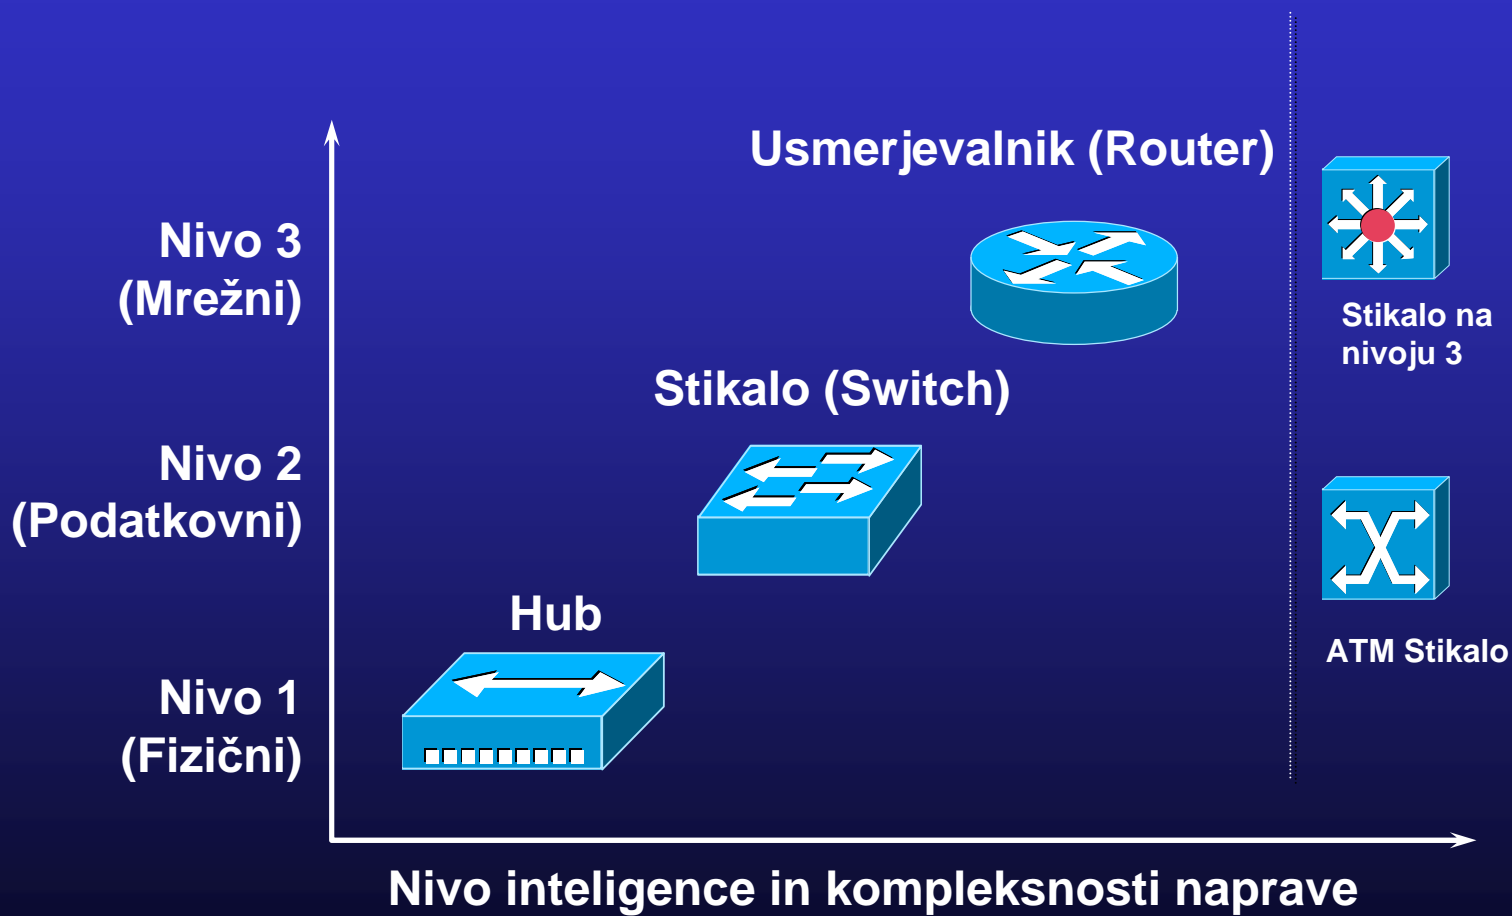 Usmerjevalnik (Router)
Nivo 3
(Mrežni)
Stikalo na
nivoju 3
Stikalo (Switch)
Nivo 2
(Podatkovni)
Hub
ATM Stikalo
Nivo 1
(Fizični)
Nivo inteligence in kompleksnosti naprave